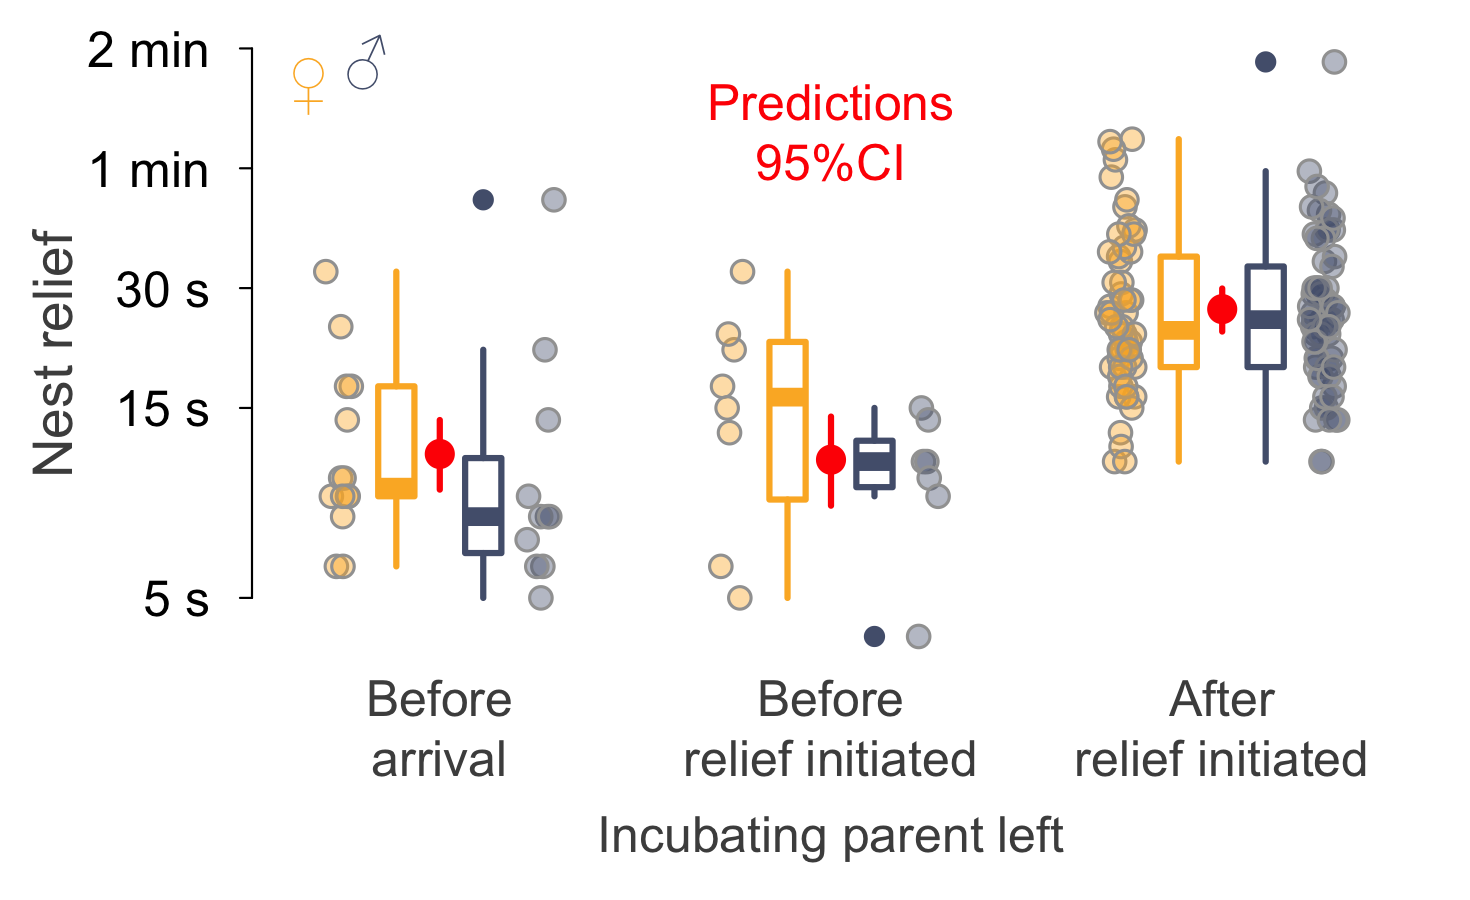 2 min
1 min
30 s
15 s
5 s
Nest relief
♀ ♂
Predictions
95%CI
Before
arrival
Before
relief initiated
After
relief initiated
Incubating parent left